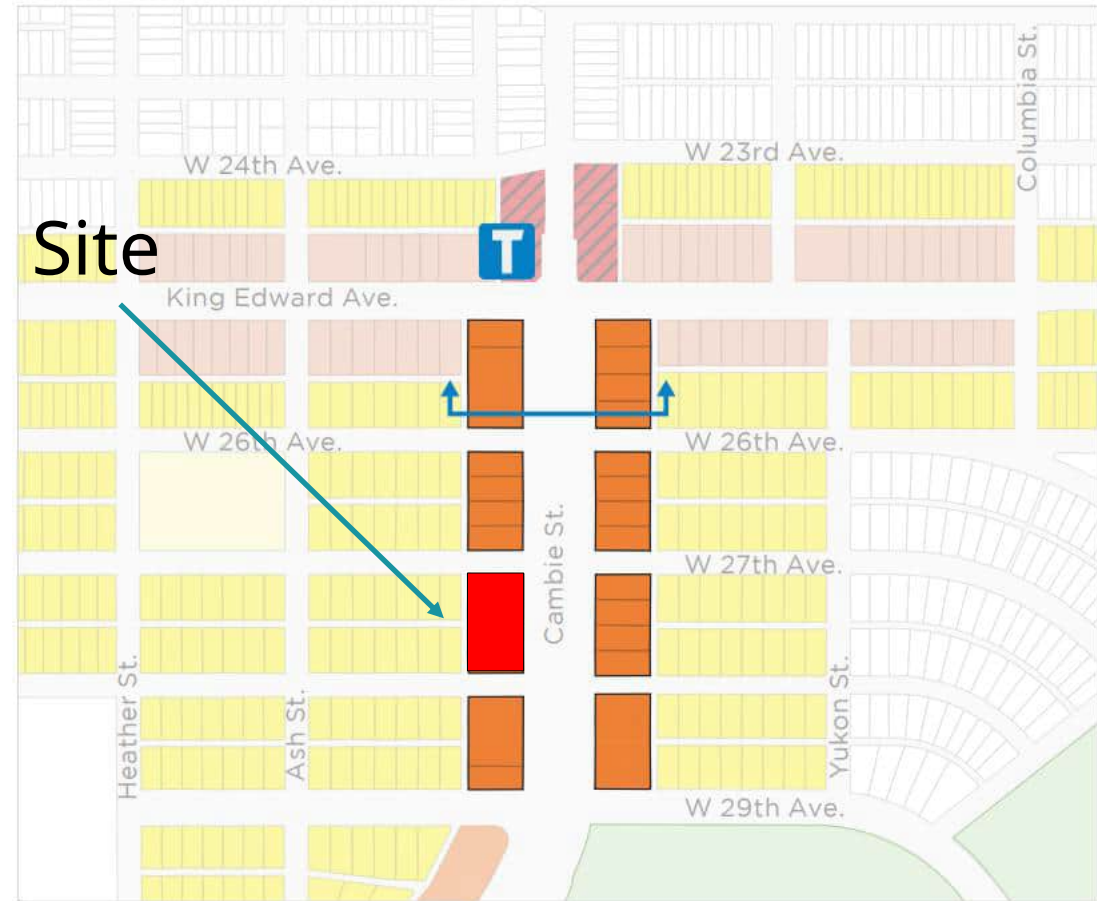 Columbia St.
W 24th Ave.
W 23rd Ave.
Site
T
King Edward Ave.
W 26th Ave.
W 26th Ave.
Cambie St.
W 27th Ave.
Heather St.
Ash St.
Yukon St.
W 29th Ave.